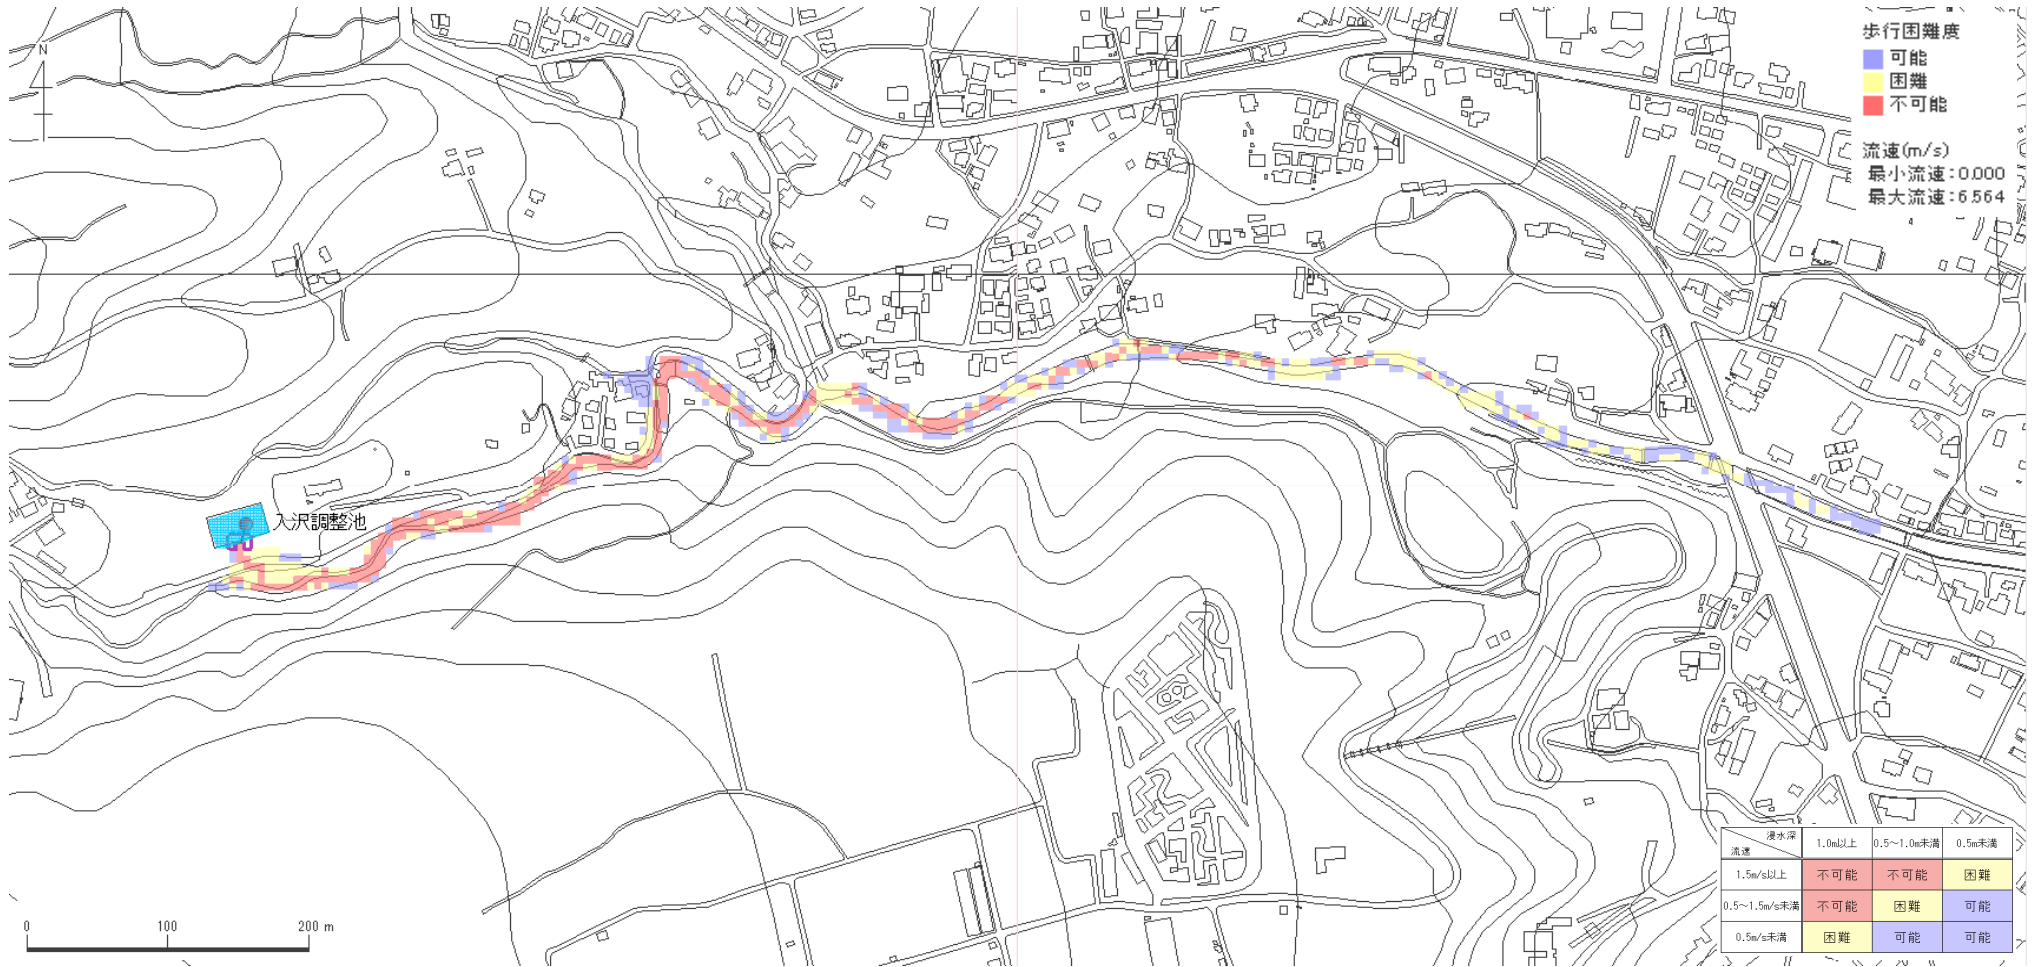 N
歩行困難度
可能
困難
不可能
流速(m/s)
最小流速:0.000
最大流速:6.564
入沢調整池
0 100 200 m
浸水深
流速
1.0m以上 0.5~1.0m未満 0.5m未満
1.5m/s以上 不可能 不可能 困難
0.5~1.5m/s未満 不可能 困難 可能
0.5m/s未満 困難 可能 可能